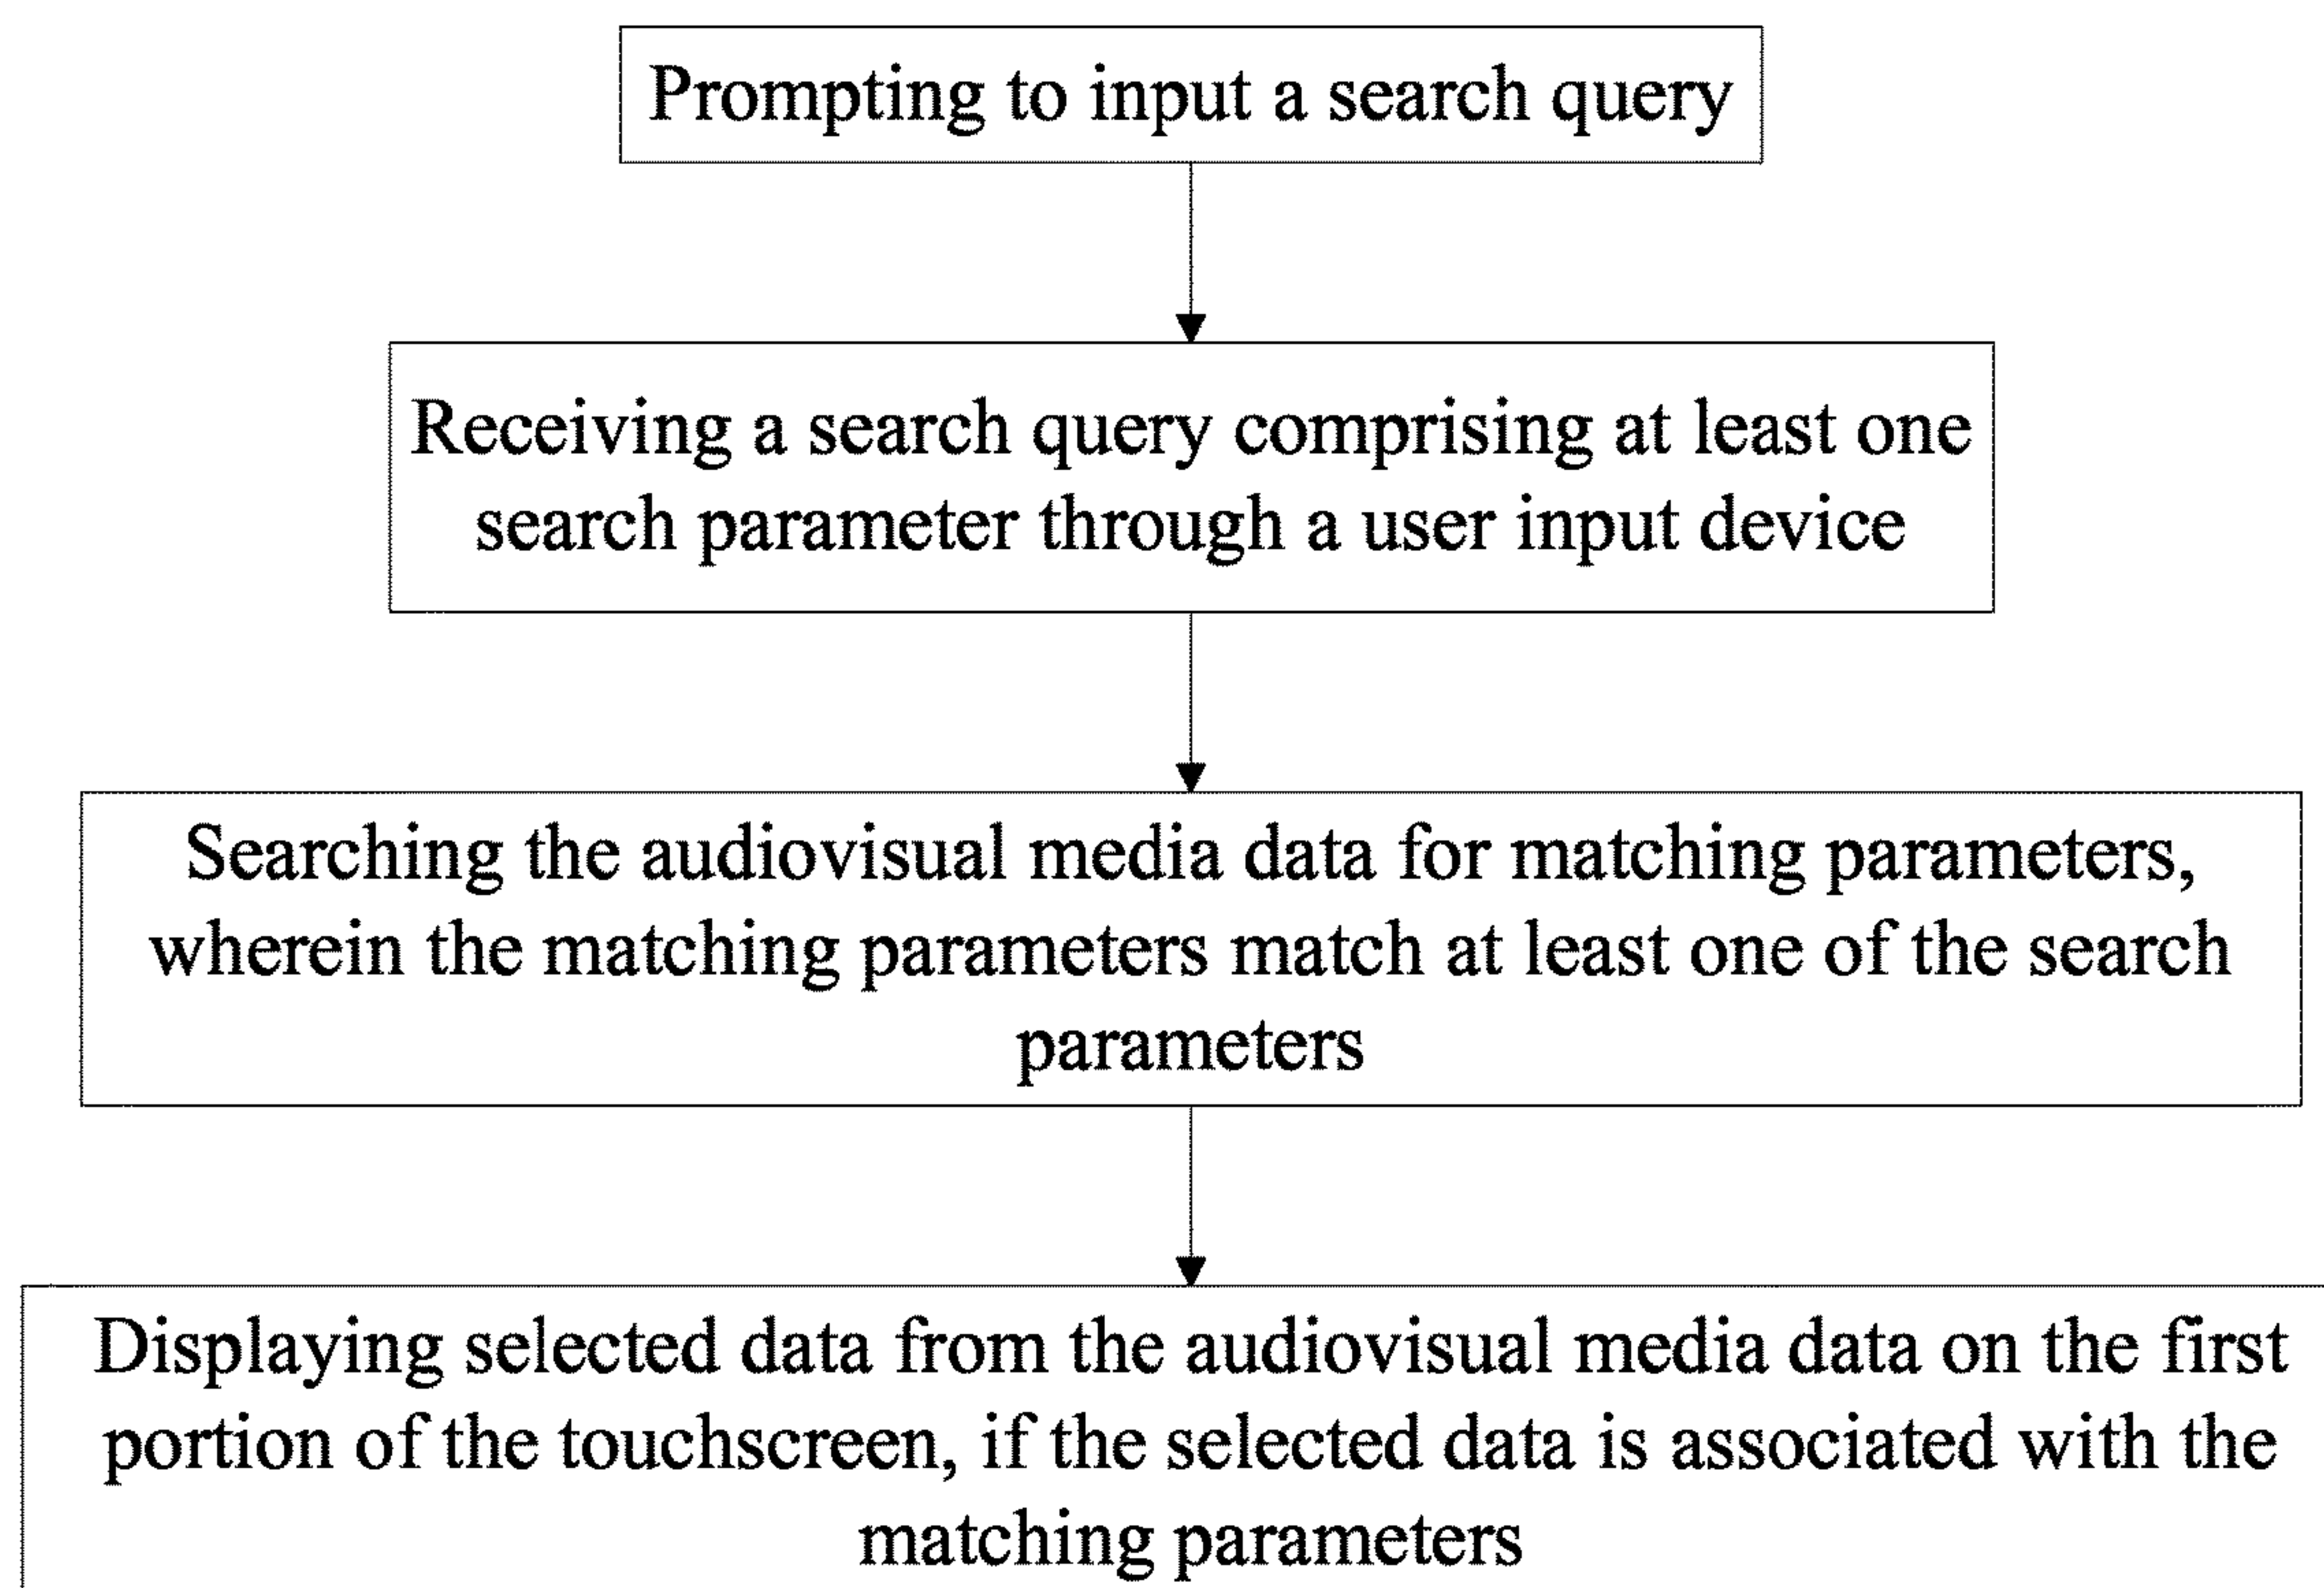 Prompting to input a search query
Receiving a search query comprising at least one
search parameter through a user input device
Searching the audiovisual media data for matching parameters,
wherein the matching parameters match at least one of the search
parameters
Displaying selected data from the audiovisual media data on the first
portion of the touchscreen, if the selected data is associated with the
matching parameters